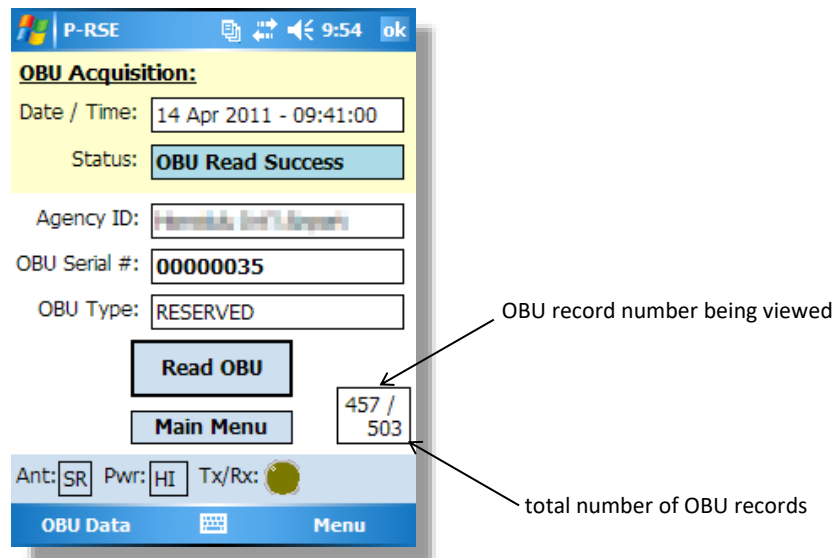 P-RSE 9:54 ok
OBU Acquisition:
Date / Time: 14 Apr 2011 - 09:41:00
Status: OBU Read Success
Agency ID:
OBU Serial #: 00000035
OBU Type: RESERVED
OBU record number being viewed
Read OBU
457 /
503
Main Menu
Ant: SR Pwr: HI Tx/Rx:
total number of OBU records
OBU Data Menu